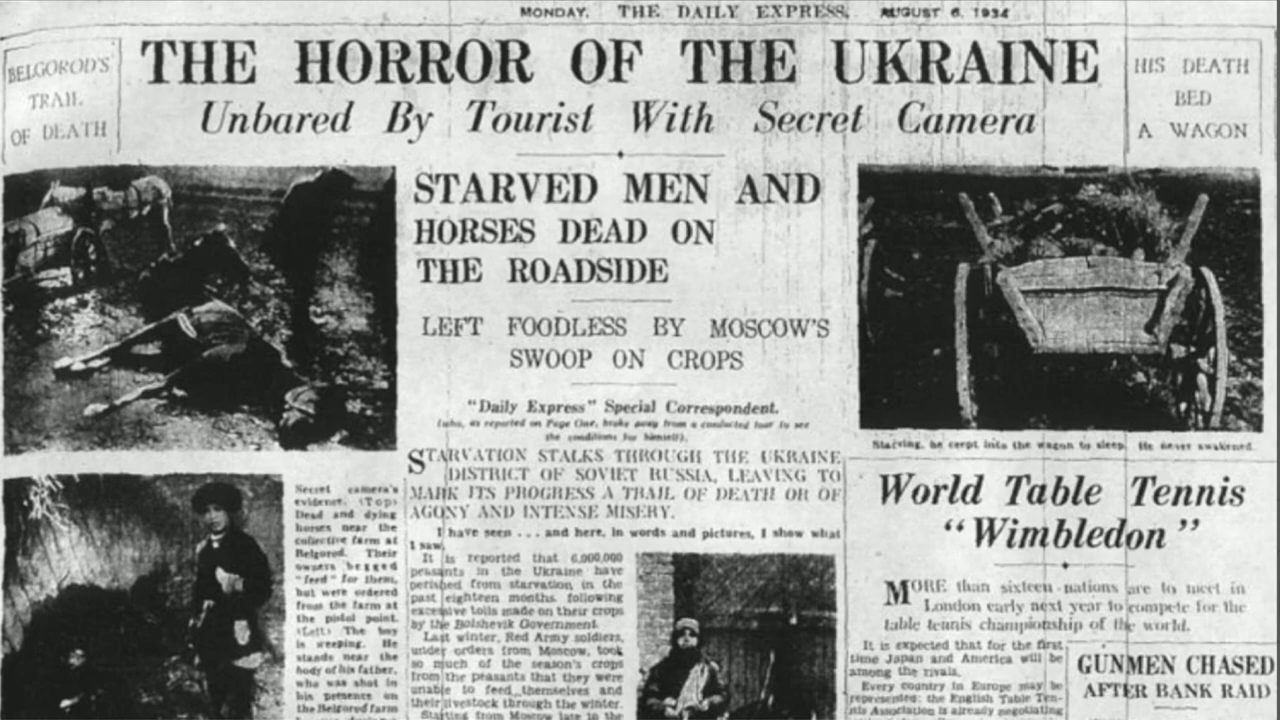 MONDAY, THE DAILY EXPRESS, AUGUST 6, 1934
BELGOROD'S
TRAIL
OF DEATH
THE HORROR OF THE UKRAINE
Unbared By Tourist With Secret Camera
HIS DEATH
BED
A WAGON
STARVED MEN AND
HORSES DEAD ON
THE ROADSIDE
LEFT FOODLESS BY MOSCOW'S
SWOOP ON CROPS
"Daily Express" Special Correspondent.
(who, as reported on Page One, broke away from a conducted tour to see
the conditions for himself).
STARVATION STALKS THROUGH THE UKRAINE
DISTRICT OF SOVIET RUSSIA, LEAVING TO
MARK ITS PROGRESS A TRAIL OF DEATH OR OF
AGONY AND INTENSE MISERY.
I have seen . . . and here, in words and pictures, I show what
I saw.
It is reported that 6,000,000
peasants in the Ukraine have
perished from starvation in the
past eighteen months, following
excessive tolls made on their crops
by the Bolshevik Government.
Last winter, Red Army soldiers,
under orders from Moscow, took
so much of the season's crops
from the peasants that they were
unable to feed themselves and
their livestock through the winter.
Starting from Moscow late in the
Secret camera's
evidence. (Top)
Dead and dying
horses near the
collective farm at
Belgorod. Their
owners begged
"feed" for them,
but were ordered
from the farm at
the pistol point.
(Left) The boy
is weeping. He
stands near the
body of his father,
who was shot in
his presence on
the Belgorod farm
Starving, he crept into the wagon to sleep. He never awakened.
World Table Tennis
"Wimbledon"
MORE than sixteen nations are to meet in
London early next year to compete for the
table tennis championship of the world.
It is expected that for the first
time Japan and America will be
among the rivals.
Every country in Europe may be
represented; the English Table Ten-
nis Association is already negotiating
GUNMEN CHASED
AFTER BANK RAID